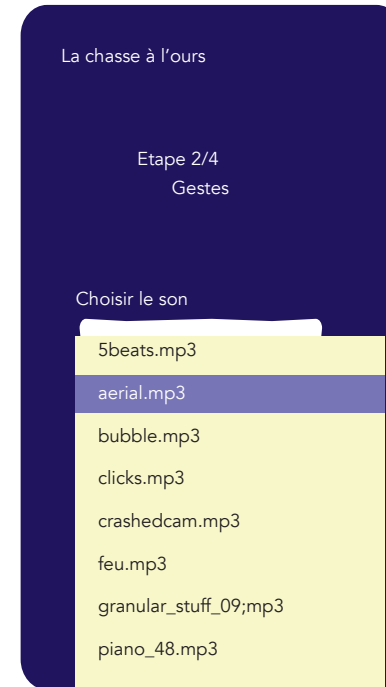 La chasse à l’ours
Etape 2/4
Gestes
Choisir le son
5beats.mp3
aerial.mp3
bubble.mp3
clicks.mp3
crashedcam.mp3
feu.mp3
granular_stuff_09;mp3
piano_48.mp3